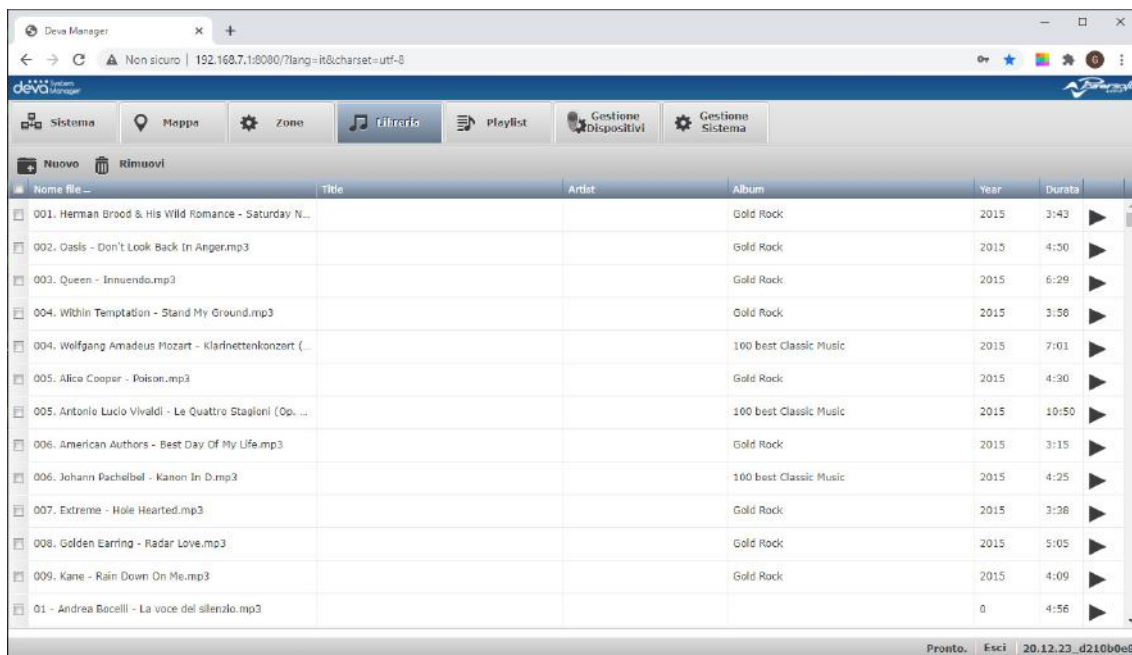 Deva Manager
Non sicuro | 192.168.7.1:8080/?lang=it&charset=utf-8
G
deva System Manager
Powersoft
Sistema Mappa Zone Libreria Playlist Gestione Dispositivi Gestione Sistema
Nuovo Rimuovi
Nome file Title Artist Album Year Durata
001. Herman Brood & His Wild Romance - Saturday N... Gold Rock 2015 3:43
002. Oasis - Don't Look Back In Anger.mp3 Gold Rock 2015 4:50
003. Queen - Innuendo.mp3 Gold Rock 2015 6:29
004. Within Temptation - Stand My Ground.mp3 Gold Rock 2015 3:58
004. Wolfgang Amadeus Mozart - Klarinettenkonzert (... 100 best Classic Music 2015 7:01
005. Alice Cooper - Poison.mp3 Gold Rock 2015 4:30
005. Antonio Lucio Vivaldi - Le Quattro Stagioni (Op. ... 100 best Classic Music 2015 10:50
006. American Authors - Best Day Of My Life.mp3 Gold Rock 2015 3:15
006. Johann Pachelbel - Kanon In D.mp3 100 best Classic Music 2015 4:25
007. Extreme - Hole Hearted.mp3 Gold Rock 2015 3:38
008. Golden Earring - Radar Love.mp3 Gold Rock 2015 5:05
009. Kane - Rain Down On Me.mp3 Gold Rock 2015 4:09
01 - Andrea Bocelli - La voce del silenzio.mp3 0 4:56
Pronto. Esci 20.12.23_d210b0e8